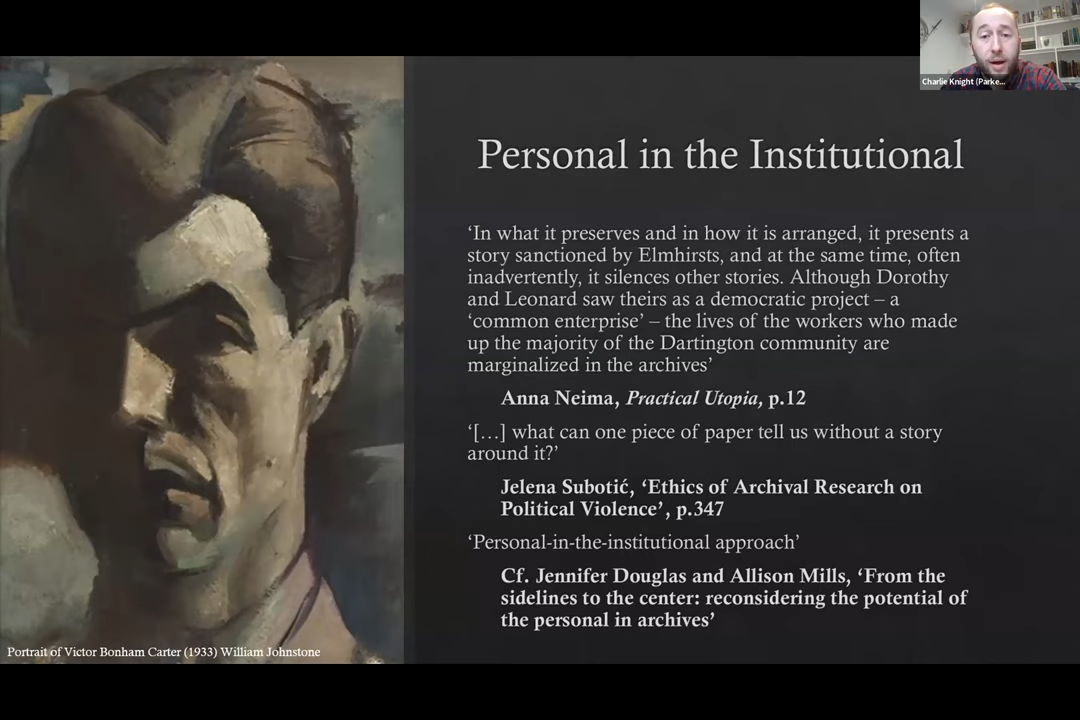 Charlie Knight (Parke...
Personal in the Institutional
‘In what it preserves and in how it is arranged, it presents a
story sanctioned by Elmhirsts, and at the same time, often
inadvertently, it silences other stories. Although Dorothy
and Leonard saw theirs as a democratic project – a
‘common enterprise’ – the lives of the workers who made
up the majority of the Dartington community are
marginalized in the archives’
Anna Neima, Practical Utopia, p.12
‘[…] what can one piece of paper tell us without a story
around it?’
Jelena Subotić, ‘Ethics of Archival Research on
Political Violence’, p.347
‘Personal-in-the-institutional approach’
Cf. Jennifer Douglas and Allison Mills, ‘From the
sidelines to the center: reconsidering the potential of
the personal in archives’
Portrait of Victor Bonham Carter (1933) William Johnstone